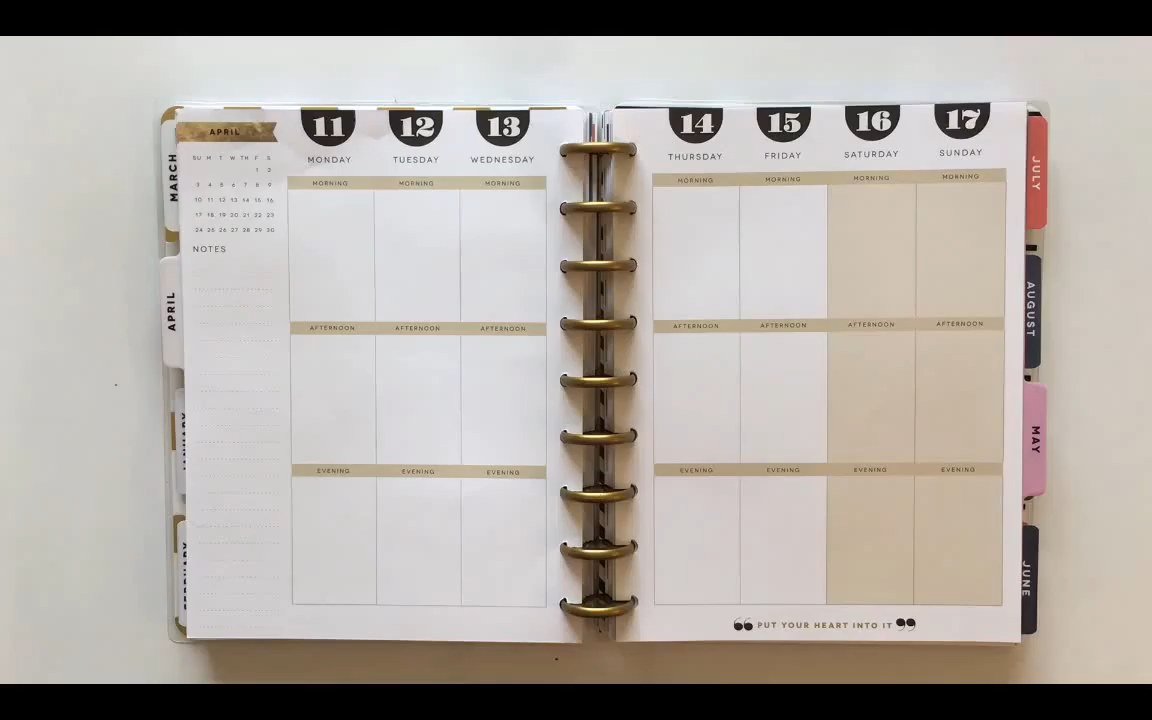 APRIL
SU M T W TH F S
1 2
3 4 5 6 7 8 9
10 11 12 13 14 15 16
17 18 19 20 21 22 23
24 25 26 27 28 29 30
NOTES
11 12 13
MONDAY TUESDAY WEDNESDAY
MORNING MORNING MORNING
AFTERNOON AFTERNOON AFTERNOON
EVENING EVENING EVENING
14 15 16 17
THURSDAY FRIDAY SATURDAY SUNDAY
MORNING MORNING MORNING MORNING
AFTERNOON AFTERNOON AFTERNOON AFTERNOON
EVENING EVENING EVENING EVENING
❝ PUT YOUR HEART INTO IT ❞
MARCH
APRIL
JANUARY
FEBRUARY
JULY
AUGUST
MAY
JUNE